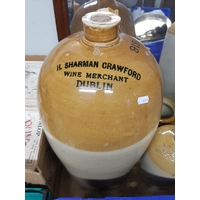 H. SHARMAN CRAWFORD
WINE MERCHANT
DUBLIN